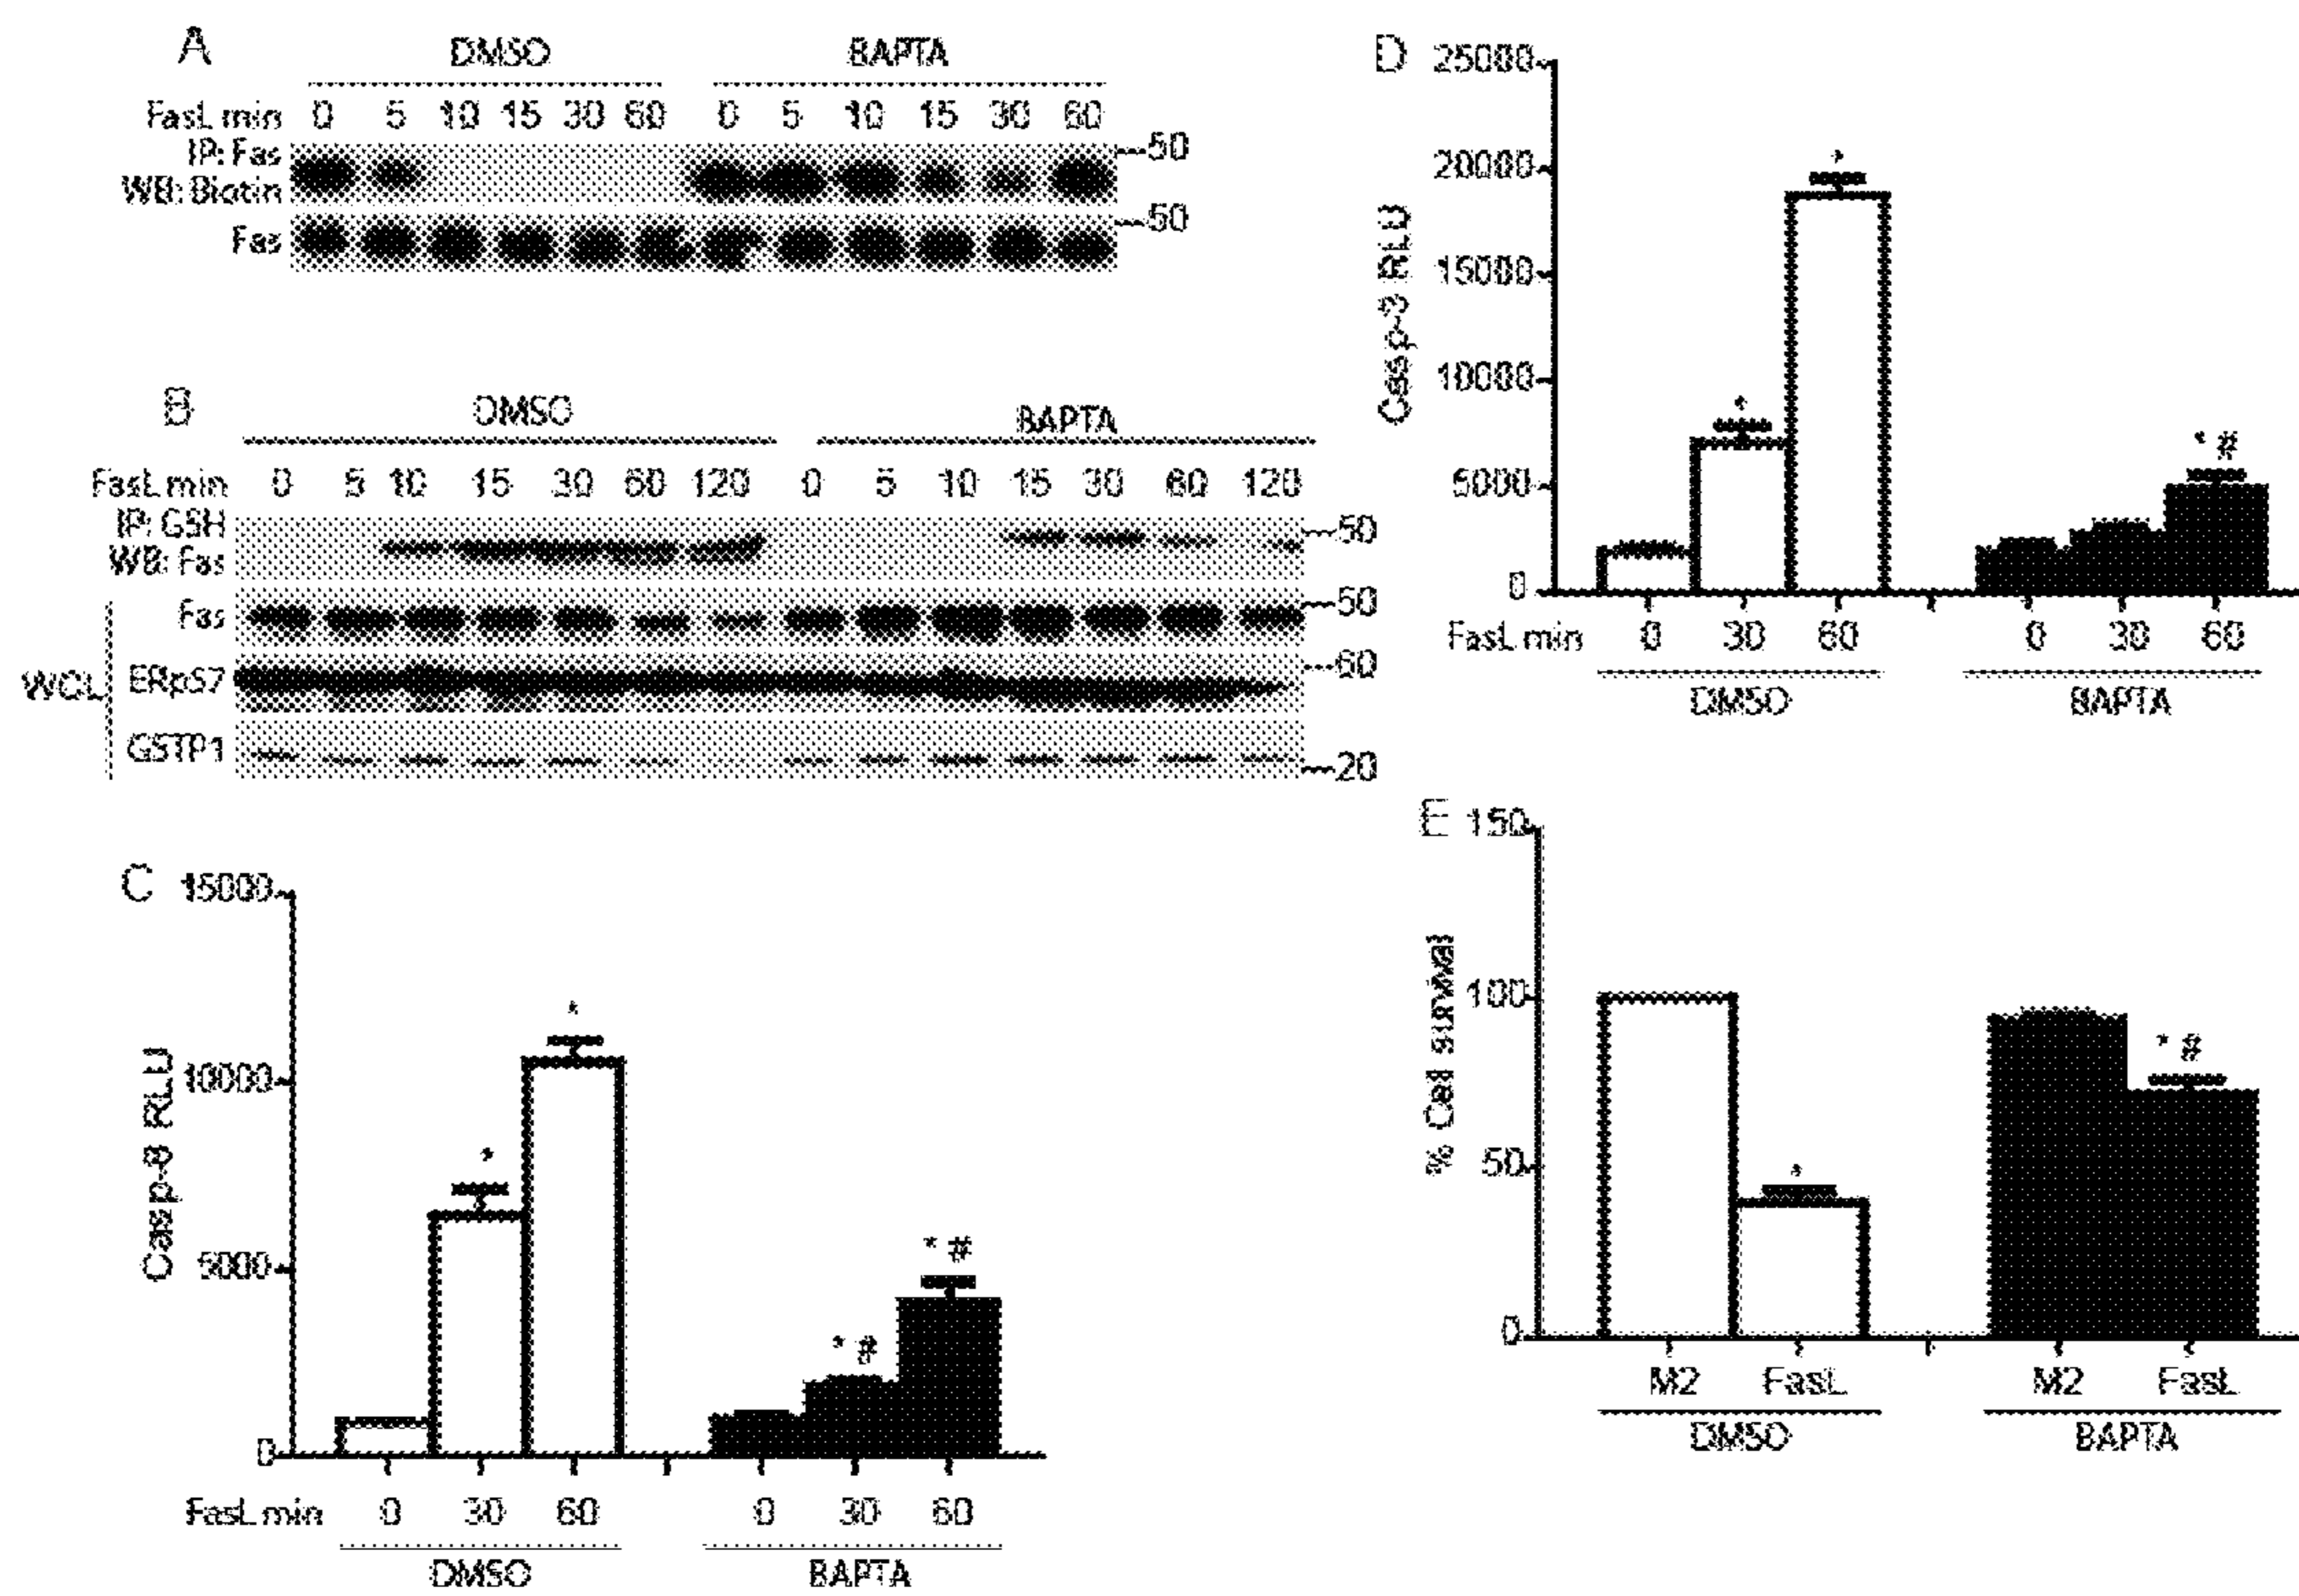 A
DMSO BAPTA
FasL min 0 5 10 15 30 60 0 5 10 15 30 60
IP: Fas
WB: Biotin
50
Fas
50
B
DMSO BAPTA
FasL min 0 5 10 15 30 60 120 0 5 10 15 30 60 120
IP: GSH
WB: Fas
50
WCL
Fas
50
ERp57
60
GSTP1
20
C
Casp-8 RLU
15000
10000
5000
0
*
*
* #
* #
FasL min 0 30 60 0 30 60
DMSO BAPTA
D
Casp-3 RLU
25000
20000
15000
10000
5000
0
*
*
* #
FasL min 0 30 60 0 30 60
DMSO BAPTA
E
% Cell survival
150
100
50
0
*
* #
M2 FasL M2 FasL
DMSO BAPTA